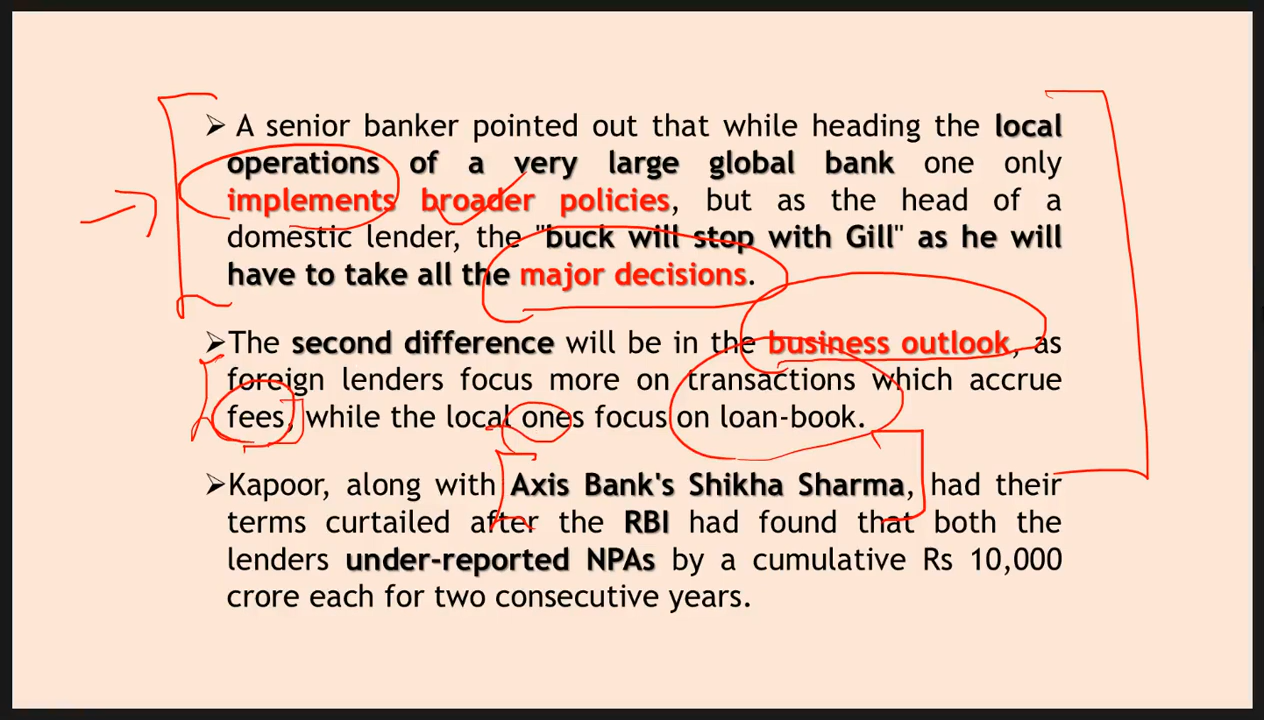 ➢ A senior banker pointed out that while heading the local
operations of a very large global bank one only
implements broader policies, but as the head of a
domestic lender, the "buck will stop with Gill" as he will
have to take all the major decisions.
➢The second difference will be in the business outlook, as
foreign lenders focus more on transactions which accrue
fees, while the local ones focus on loan-book.
➢Kapoor, along with Axis Bank's Shikha Sharma, had their
terms curtailed after the RBI had found that both the
lenders under-reported NPAs by a cumulative Rs 10,000
crore each for two consecutive years.